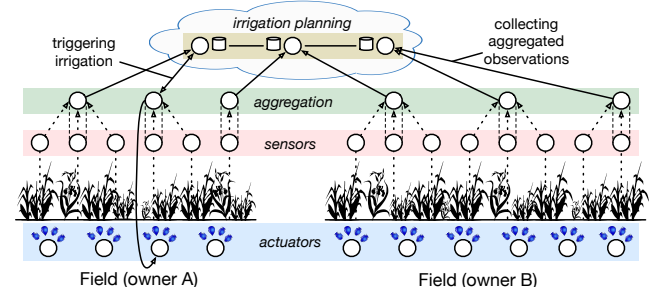 irrigation planning
triggering
irrigation
collecting
aggregated
observations
aggregation
sensors
actuators
Field (owner A)
Field (owner B)